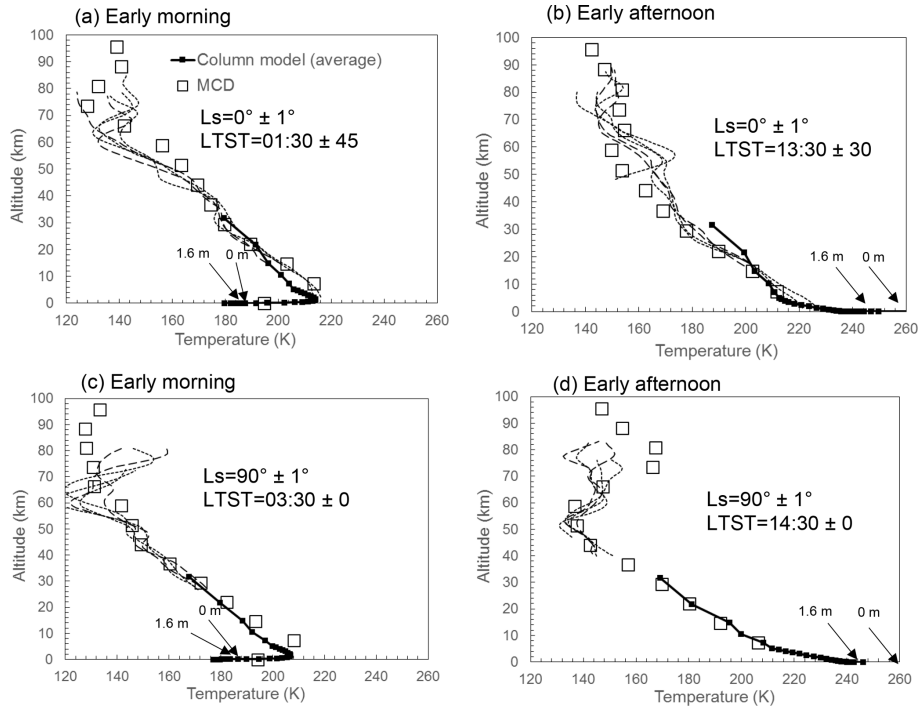 (a) Early morning
100
90
80
70
60
50
40
30
20
10
0
Altitude (km)
Column model (average)
MCD
Ls=0° ± 1°
LTST=01:30 ± 45
1.6 m
0 m
120 140 160 180 200 220 240 260
Temperature (K)
(b) Early afternoon
100
90
80
70
60
50
40
30
20
10
0
Altitude (km)
Ls=0° ± 1°
LTST=13:30 ± 30
1.6 m
0 m
120 140 160 180 200 220 240 260
Temperature (K)
(c) Early morning
100
90
80
70
60
50
40
30
20
10
0
Altitude (km)
Ls=90° ± 1°
LTST=03:30 ± 0
0 m
1.6 m
120 140 160 180 200 220 240 260
Temperature (K)
(d) Early afternoon
100
90
80
70
60
50
40
30
20
10
0
Altitude (km)
Ls=90° ± 1°
LTST=14:30 ± 0
1.6 m
0 m
120 140 160 180 200 220 240 260
Temperature (K)